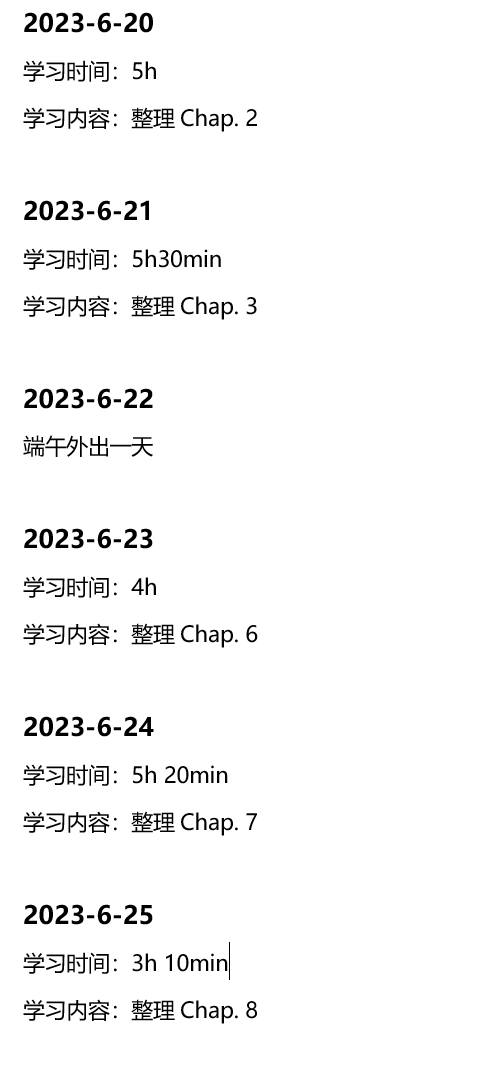 2023-6-20
学习时间：5h
学习内容：整理 Chap. 2
2023-6-21
学习时间：5h30min
学习内容：整理 Chap. 3
2023-6-22
端午外出一天
2023-6-23
学习时间：4h
学习内容：整理 Chap. 6
2023-6-24
学习时间：5h 20min
学习内容：整理 Chap. 7
2023-6-25
学习时间：3h 10min
学习内容：整理 Chap. 8